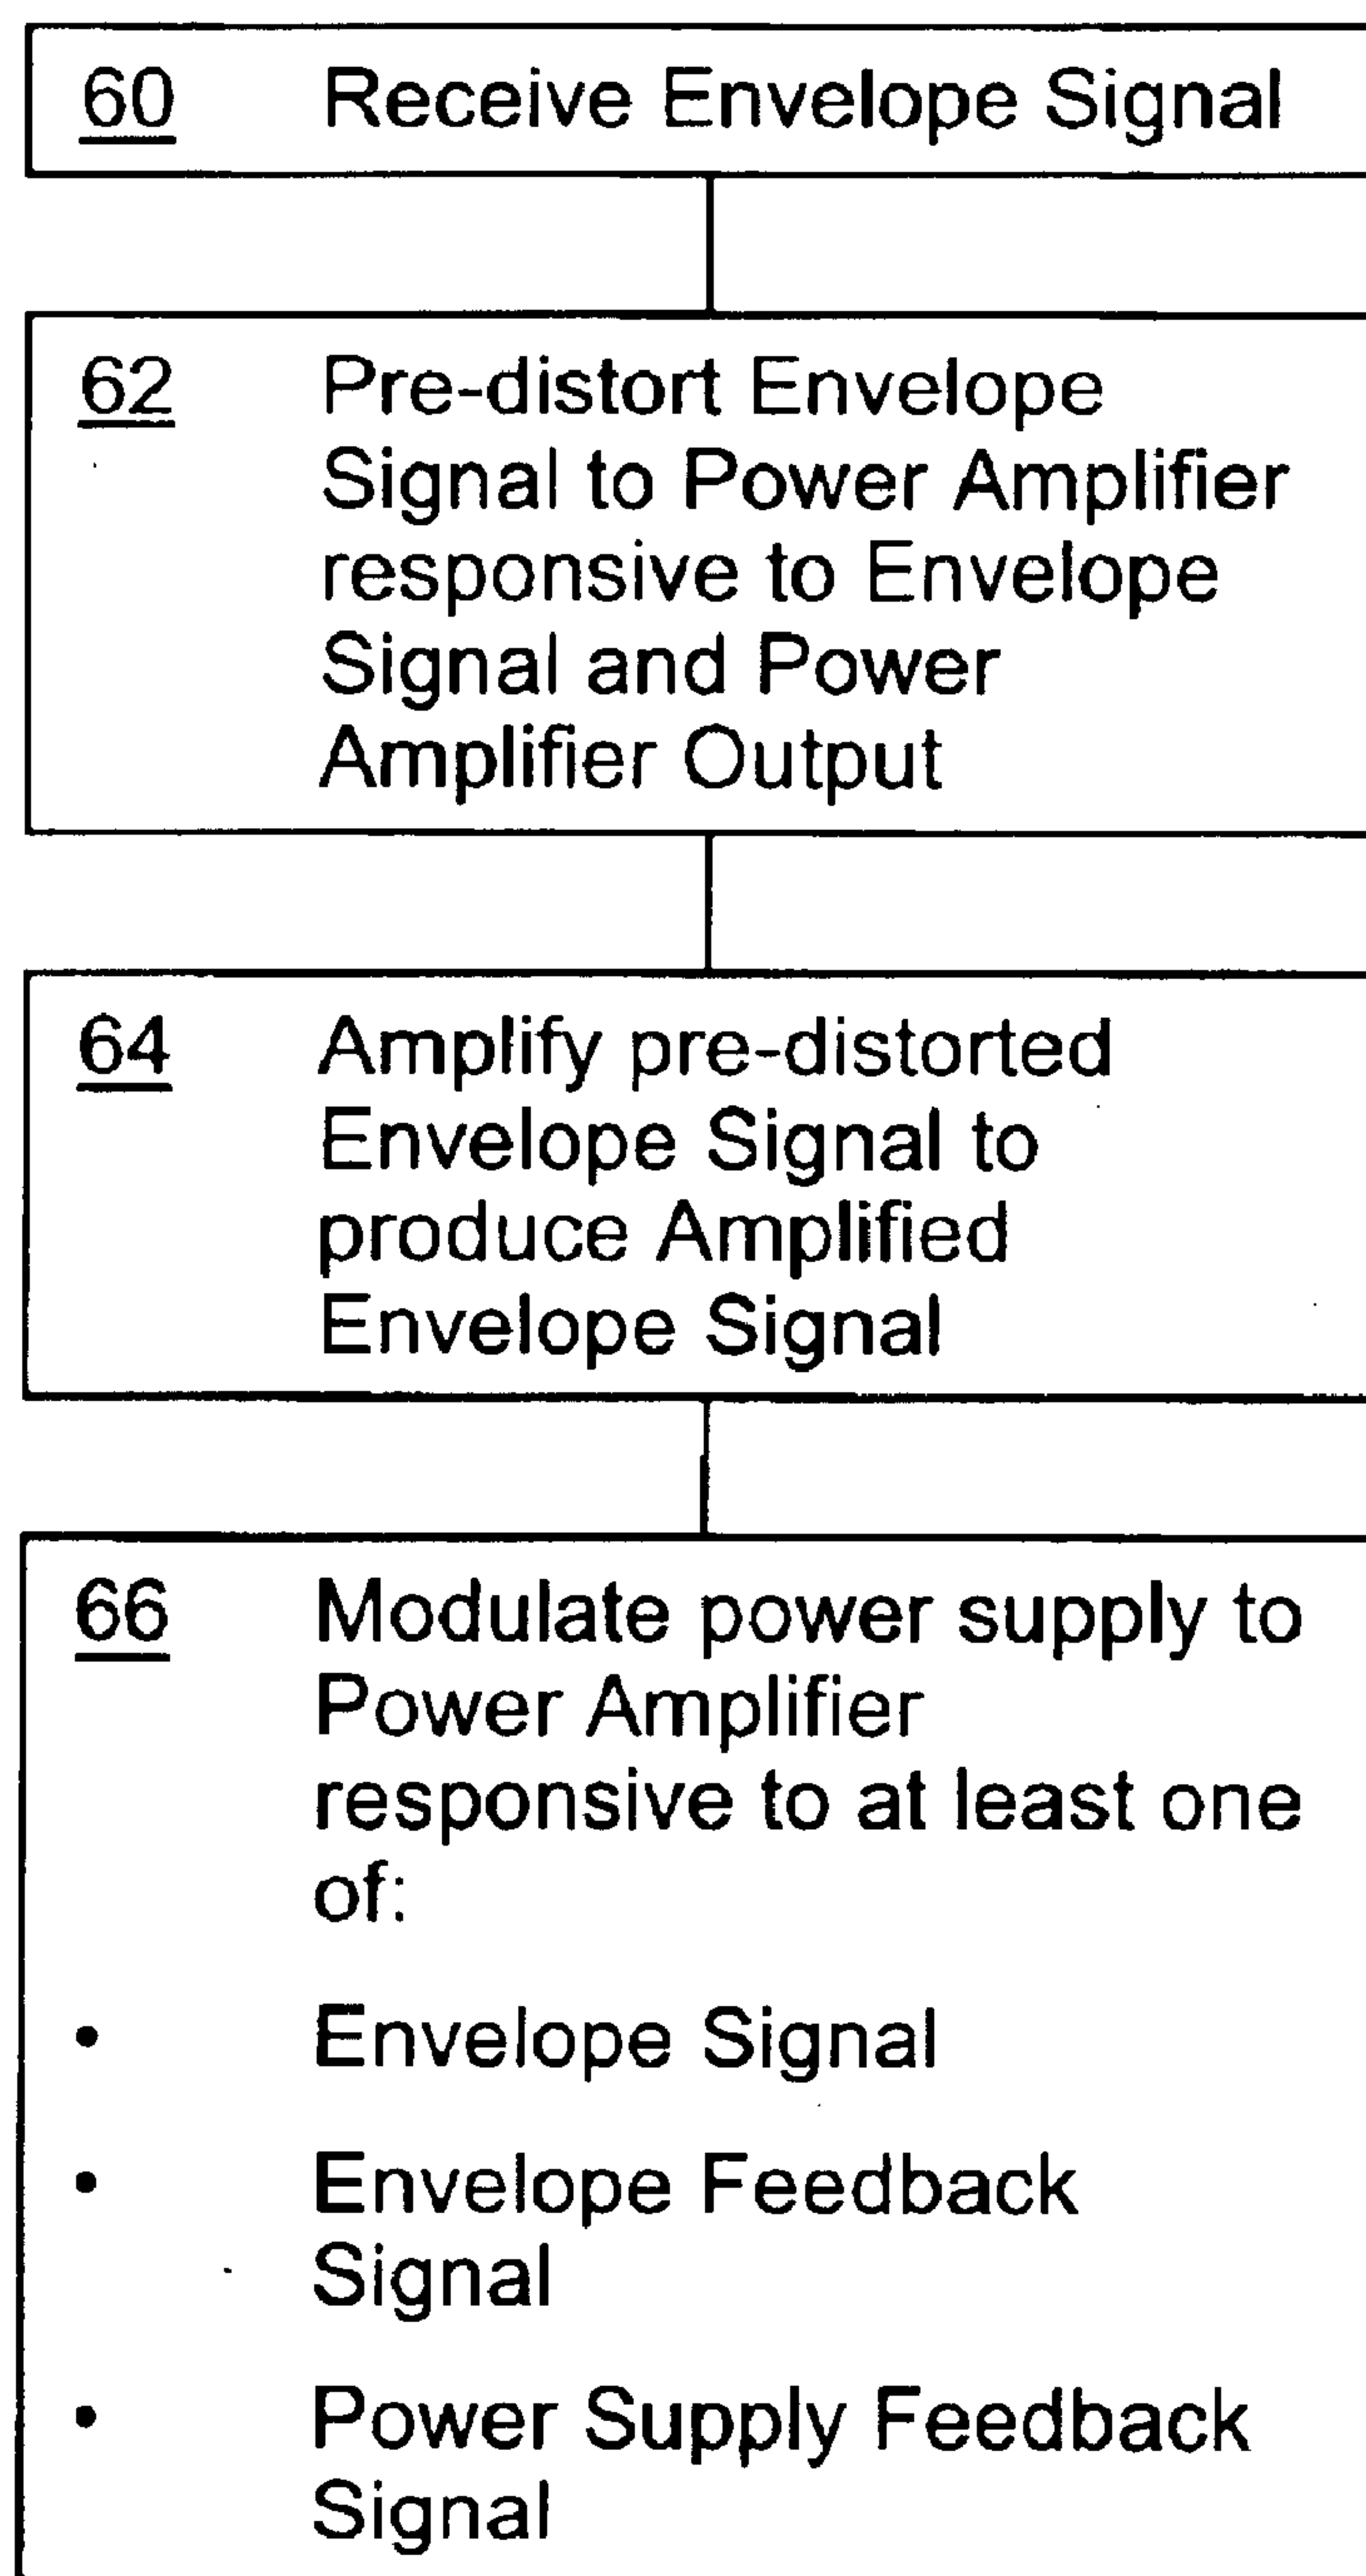 60 Receive Envelope Signal
62 Pre-distort Envelope
Signal to Power Amplifier
responsive to Envelope
Signal and Power
Amplifier Output
64 Amplify pre-distorted
Envelope Signal to
produce Amplified
Envelope Signal
66 Modulate power supply to
Power Amplifier
responsive to at least one
of:
• Envelope Signal
• Envelope Feedback
Signal
• Power Supply Feedback
Signal